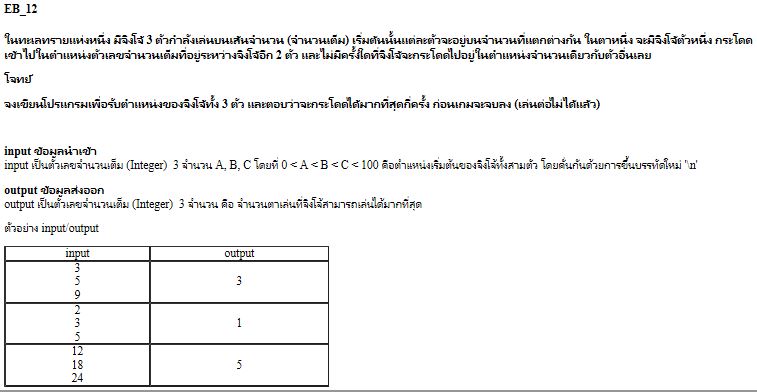 EB_12
ในทะเลทรายแห่งหนึ่ง มีจิงโจ้ 3 ตัวกำลังเล่นบนเส้นจำนวน (จำนวนเต็ม) เริ่มต้นนั้นแต่ละตัวจะอยู่บนจำนวนที่แตกต่างกัน ในตาหนึ่ง จะมีจิงโจ้ตัวหนึ่ง กระโดด
เข้าไปในตำแหน่งตัวเลขจำนวนเต็มที่อยู่ระหว่างจิงโจ้อีก 2 ตัว และไม่มีครั้งใดที่จิงโจ้จะกระโดดไปอยู่ในตำแหน่งจำนวนเดียวกับตัวอื่นเลย
โจทย์
จงเขียนโปรแกรมเพื่อรับตำแหน่งของจิงโจ้ทั้ง 3 ตัว และตอบว่าจะกระโดดได้มากที่สุดกี่ครั้ง ก่อนเกมจะจบลง (เล่นต่อไม่ได้แล้ว)
input ข้อมูลนำเข้า
input เป็นตัวเลขจำนวนเต็ม (Integer) 3 จำนวน A, B, C โดยที่ 0 < A < B < C < 100 คือตำแหน่งเริ่มต้นของจิงโจ้ทั้งสามตัว โดยคั่นกันด้วยการขึ้นบรรทัดใหม่ '\n'
output ข้อมูลส่งออก
output เป็นตัวเลขจำนวนเต็ม (Integer) 3 จำนวน คือ จำนวนตาเล่นที่จิงโจ้สามารถเล่นได้มากที่สุด
ตัวอย่าง input/output
input output
3
5 3
9
2
3 1
5
12
18 5
24